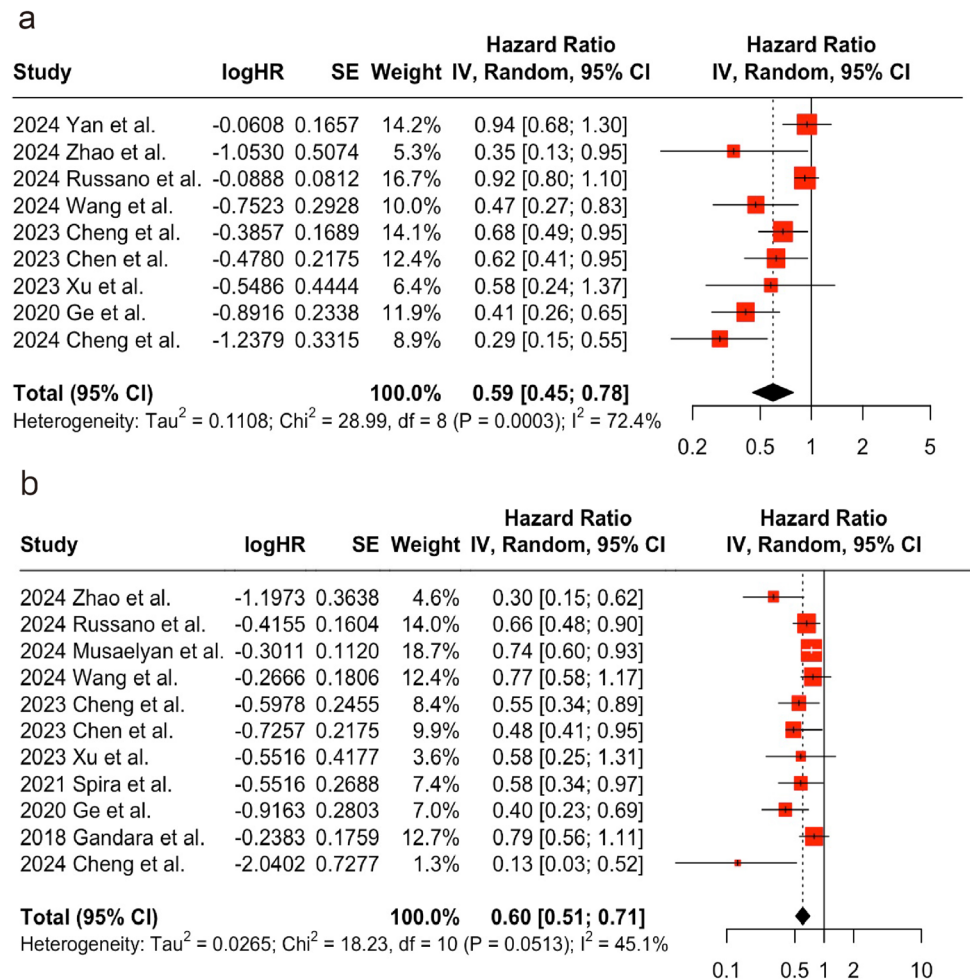 a
Hazard Ratio Hazard Ratio
Study logHR SE Weight IV, Random, 95% CI IV, Random, 95% CI
2024 Yan et al. -0.0608 0.1657 14.2% 0.94 [0.68; 1.30]
2024 Zhao et al. -1.0530 0.5074 5.3% 0.35 [0.13; 0.95]
2024 Russano et al. -0.0888 0.0812 16.7% 0.92 [0.80; 1.10]
2024 Wang et al. -0.7523 0.2928 10.0% 0.47 [0.27; 0.83]
2023 Cheng et al. -0.3857 0.1689 14.1% 0.68 [0.49; 0.95]
2023 Chen et al. -0.4780 0.2175 12.4% 0.62 [0.41; 0.95]
2023 Xu et al. -0.5486 0.4444 6.4% 0.58 [0.24; 1.37]
2020 Ge et al. -0.8916 0.2338 11.9% 0.41 [0.26; 0.65]
2024 Cheng et al. -1.2379 0.3315 8.9% 0.29 [0.15; 0.55]
Total (95% CI) 100.0% 0.59 [0.45; 0.78]
Heterogeneity: Tau² = 0.1108; Chi² = 28.99, df = 8 (P = 0.0003); I² = 72.4%
0.2 0.5 1 2 5
b
Hazard Ratio Hazard Ratio
Study logHR SE Weight IV, Random, 95% CI IV, Random, 95% CI
2024 Zhao et al. -1.1973 0.3638 4.6% 0.30 [0.15; 0.62]
2024 Russano et al. -0.4155 0.1604 14.0% 0.66 [0.48; 0.90]
2024 Musaelyan et al. -0.3011 0.1120 18.7% 0.74 [0.60; 0.93]
2024 Wang et al. -0.2666 0.1806 12.4% 0.77 [0.58; 1.17]
2023 Cheng et al. -0.5978 0.2455 8.4% 0.55 [0.34; 0.89]
2023 Chen et al. -0.7257 0.2175 9.9% 0.48 [0.41; 0.95]
2023 Xu et al. -0.5516 0.4177 3.6% 0.58 [0.25; 1.31]
2021 Spira et al. -0.5516 0.2688 7.4% 0.58 [0.34; 0.97]
2020 Ge et al. -0.9163 0.2803 7.0% 0.40 [0.23; 0.69]
2018 Gandara et al. -0.2383 0.1759 12.7% 0.79 [0.56; 1.11]
2024 Cheng et al. -2.0402 0.7277 1.3% 0.13 [0.03; 0.52]
Total (95% CI) 100.0% 0.60 [0.51; 0.71]
Heterogeneity: Tau² = 0.0265; Chi² = 18.23, df = 10 (P = 0.0513); I² = 45.1%
0.1 0.5 1 2 10